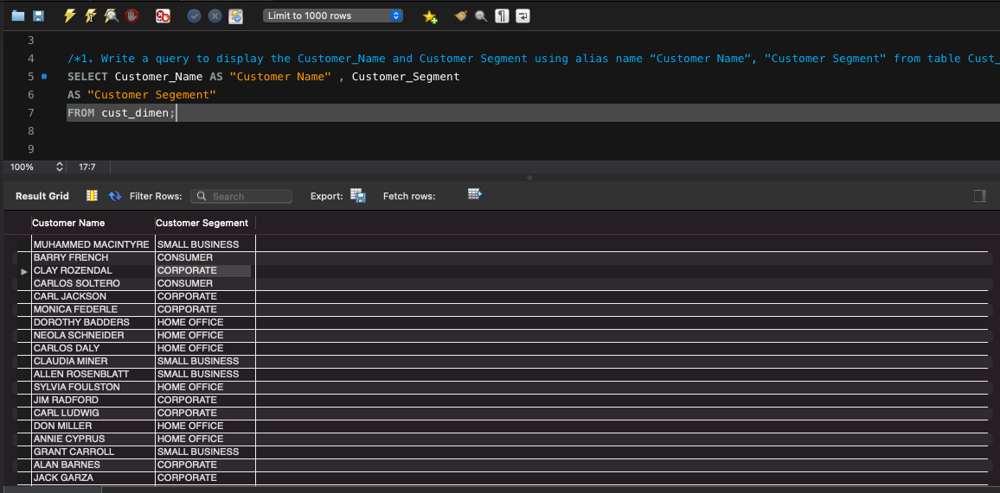 Limit to 1000 rows
3
4 /*1. Write a query to display the Customer_Name and Customer Segment using alias name “Customer Name", "Customer Segment" from table Cust_
5 SELECT Customer_Name AS "Customer Name" , Customer_Segment
6 AS "Customer Segement"
7 FROM cust_dimen;
8
9
100% 17:7
Result Grid Filter Rows: Search Export: Fetch rows:
Customer Name Customer Segement
MUHAMMED MACINTYRE SMALL BUSINESS
BARRY FRENCH CONSUMER
CLAY ROZENDAL CORPORATE
CARLOS SOLTERO CONSUMER
CARL JACKSON CORPORATE
MONICA FEDERLE CORPORATE
DOROTHY BADDERS HOME OFFICE
NEOLA SCHNEIDER HOME OFFICE
CARLOS DALY HOME OFFICE
CLAUDIA MINER SMALL BUSINESS
ALLEN ROSENBLATT SMALL BUSINESS
SYLVIA FOULSTON HOME OFFICE
JIM RADFORD CORPORATE
CARL LUDWIG CORPORATE
DON MILLER HOME OFFICE
ANNIE CYPRUS HOME OFFICE
GRANT CARROLL SMALL BUSINESS
ALAN BARNES CORPORATE
JACK GARZA CORPORATE